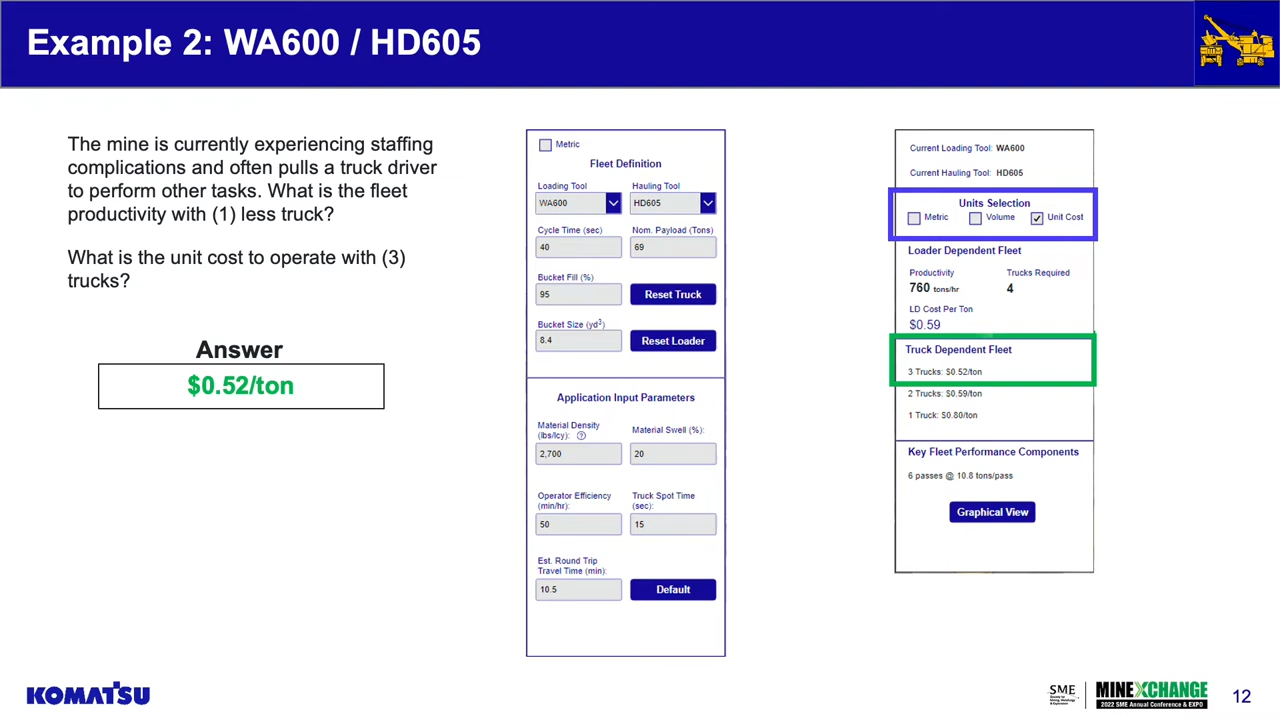 Example 2: WA600 / HD605
The mine is currently experiencing staffing
complications and often pulls a truck driver
to perform other tasks. What is the fleet
productivity with (1) less truck?
What is the unit cost to operate with (3)
trucks?
Answer
$0.52/ton
Metric
Fleet Definition
Loading Tool
Hauling Tool
WA600
HD605
Cycle Time (sec)
Nom. Payload (Tons)
40
69
Bucket Fill (%)
95
Reset Truck
Bucket Size (yd³)
8.4
Reset Loader
Application Input Parameters
Material Density
(lbs/lcy):
Material Swell (%):
2,700
20
Operator Efficiency
(min/hr):
Truck Spot Time
(sec):
50
15
Est. Round Trip
Travel Time (min):
10.5
Default
Current Loading Tool: WA600
Current Hauling Tool: HD605
Units Selection
Metric
Volume
Unit Cost
Loader Dependent Fleet
Productivity
Trucks Required
760 tons/hr
4
LD Cost Per Ton
$0.59
Truck Dependent Fleet
3 Trucks: $0.52/ton
2 Trucks: $0.59/ton
1 Truck: $0.80/ton
Key Fleet Performance Components
6 passes @ 10.8 tons/pass
Graphical View
KOMATSU
SME
MINEXCHANGE
2022 SME Annual Conference & EXPO
12